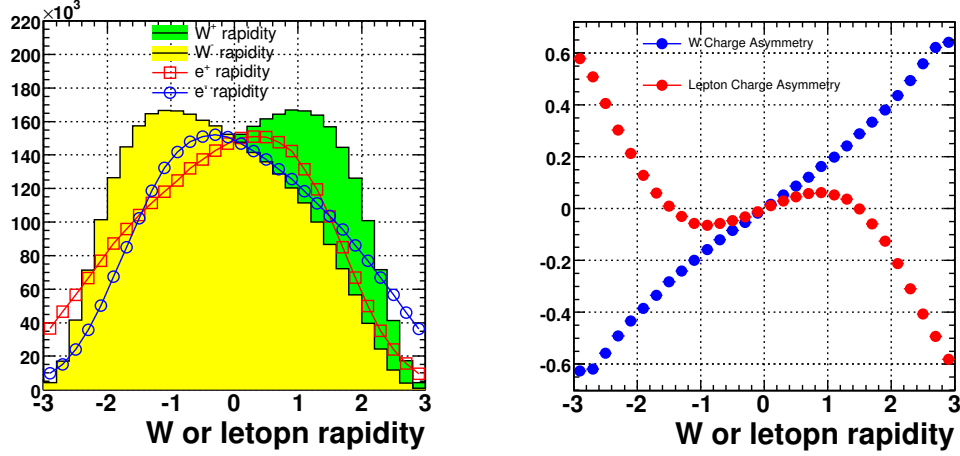 ×10³
220
200
180
160
140
120
100
80
60
40
20
0
W⁺ rapidity
W⁻ rapidity
e⁺ rapidity
e⁻ rapidity
-3 -2 -1 0 1 2 3
W or letopn rapidity
0.6
0.4
0.2
0
-0.2
-0.4
-0.6
W Charge Asymmetry
Lepton Charge Asymmetry
-3 -2 -1 0 1 2 3
W or letopn rapidity